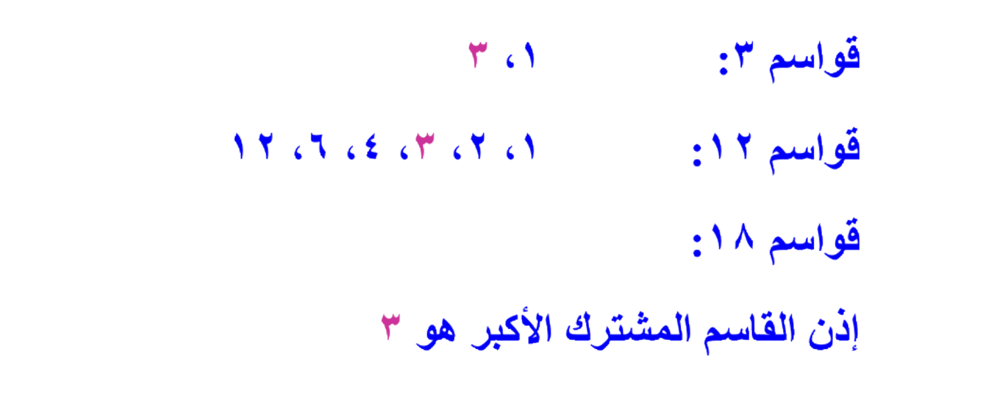 قواسم ٣: ١، ٣
قواسم ١٢: ١، ٢، ٣، ٤، ٦، ١٢
قواسم ١٨:
إذن القاسم المشترك الأكبر هو ٣